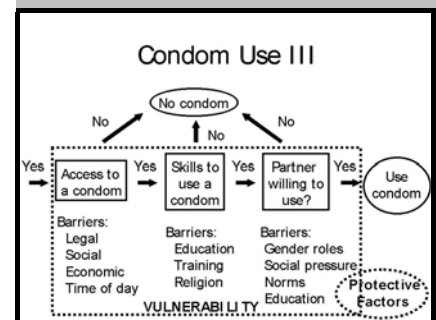 Condom Use III
No condom
No
No
No
Yes
Access to
a condom
Yes
Skills to
use a
condom
Yes
Partner
willing to
use?
Yes
Use
condom
Barriers:
Legal
Social
Economic
Time of day
Barriers:
Education
Training
Religion
Barriers:
Gender roles
Social pressure
Norms
Education
VULNERABILITY
Protective
Factors